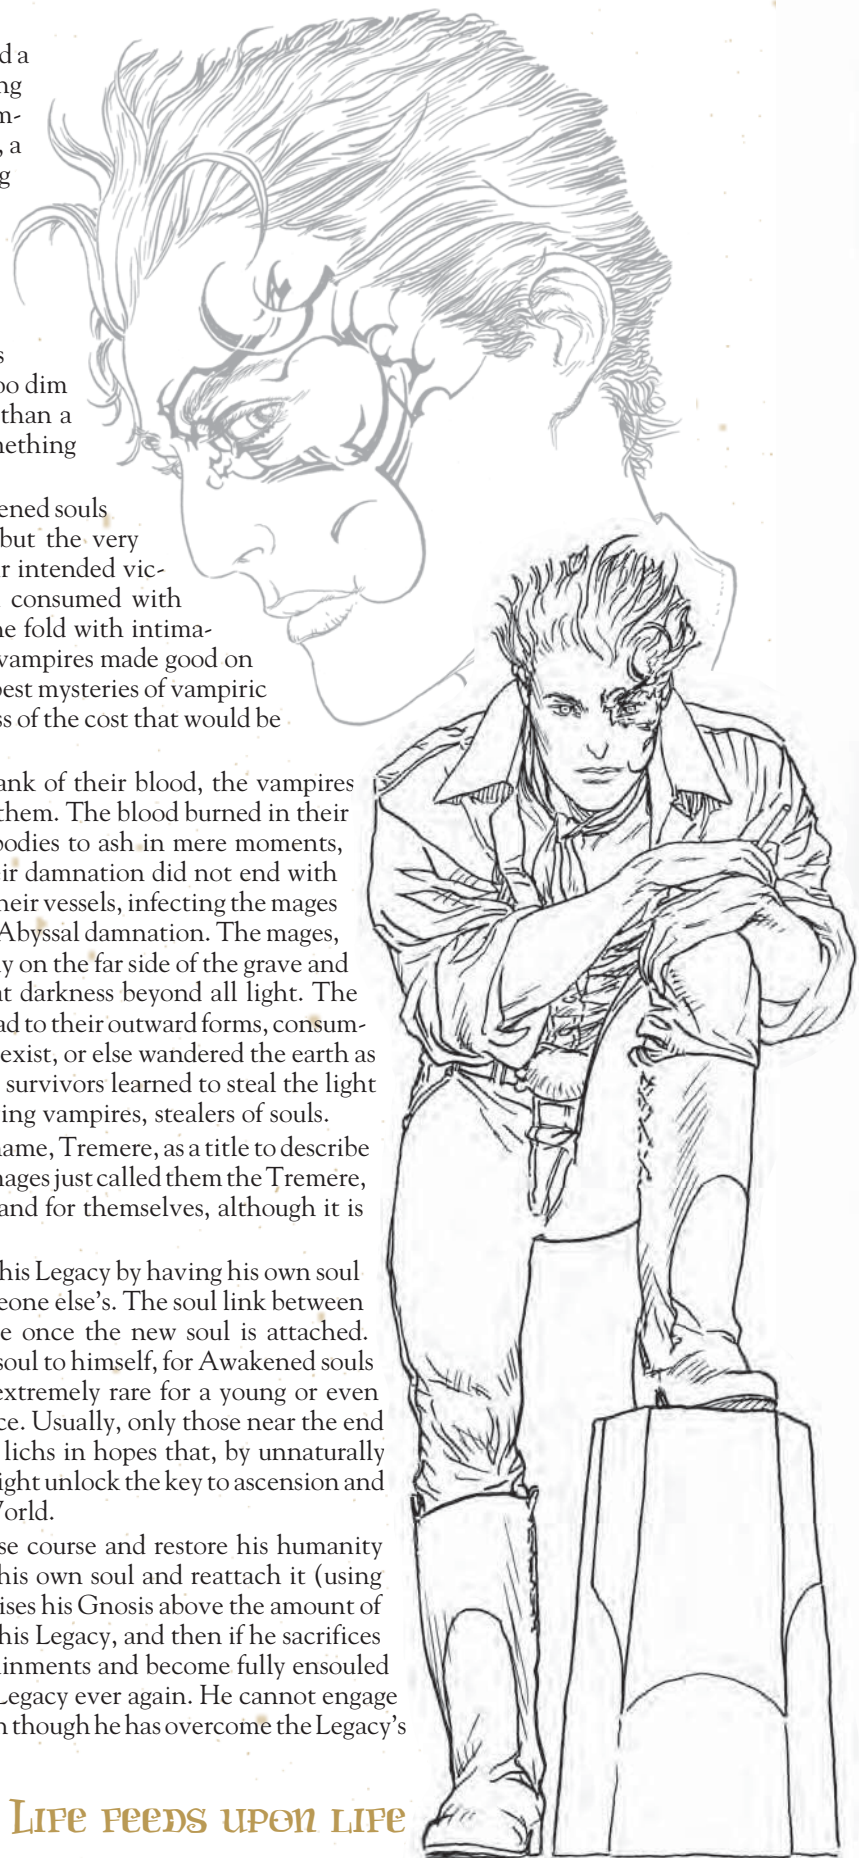 d a
ng
m-
, a
g
s
oo dim
than a
nething
ened souls
but the very
r intended vic-
consumed with
ne fold with intima-
vampires made good on
pest mysteries of vampiric
ss of the cost that would be
ank of their blood, the vampires
them. The blood burned in their
bodies to ash in mere moments,
eir damnation did not end with
heir vessels, infecting the mages
Abyssal damnation. The mages,
ly on the far side of the grave and
at darkness beyond all light. The
ad to their outward forms, consum-
exist, or else wandered the earth as
survivors learned to steal the light
ing vampires, stealers of souls.
name, Tremere, as a title to describe
nages just called them the Tremere,
and for themselves, although it is
his Legacy by having his own soul
eone else's. The soul link between
e once the new soul is attached.
soul to himself, for Awakened souls
extremely rare for a young or even
ce. Usually, only those near the end
lichs in hopes that, by unnaturally
ight unlock the key to ascension and
World.
se course and restore his humanity
his own soul and reattach it (using
ises his Gnosis above the amount of
his Legacy, and then if he sacrifices
inments and become fully ensouled
Legacy ever again. He cannot engage
n though he has overcome the Legacy's
Life feeds upon life